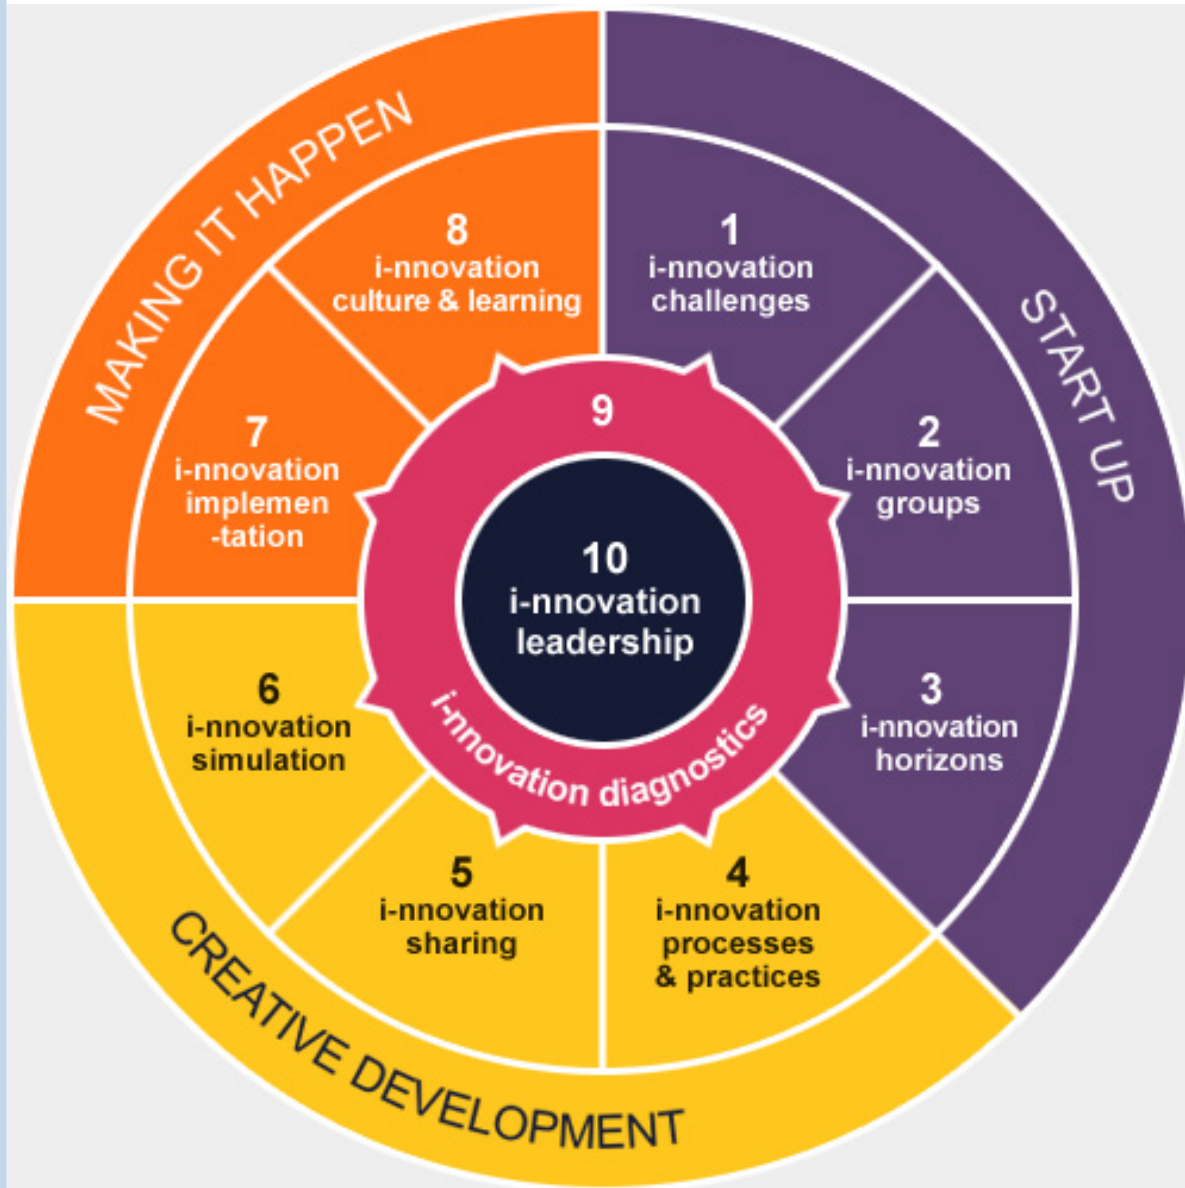 MAKING IT HAPPEN
START UP
CREATIVE DEVELOPMENT
1
i-nnovation
challenges
2
i-nnovation
groups
3
i-nnovation
horizons
4
i-nnovation
processes
& practices
5
i-nnovation
sharing
6
i-nnovation
simulation
7
i-nnovation
implemen
-tation
8
i-nnovation
culture & learning
9
i-nnovation diagnostics
10
i-nnovation
leadership